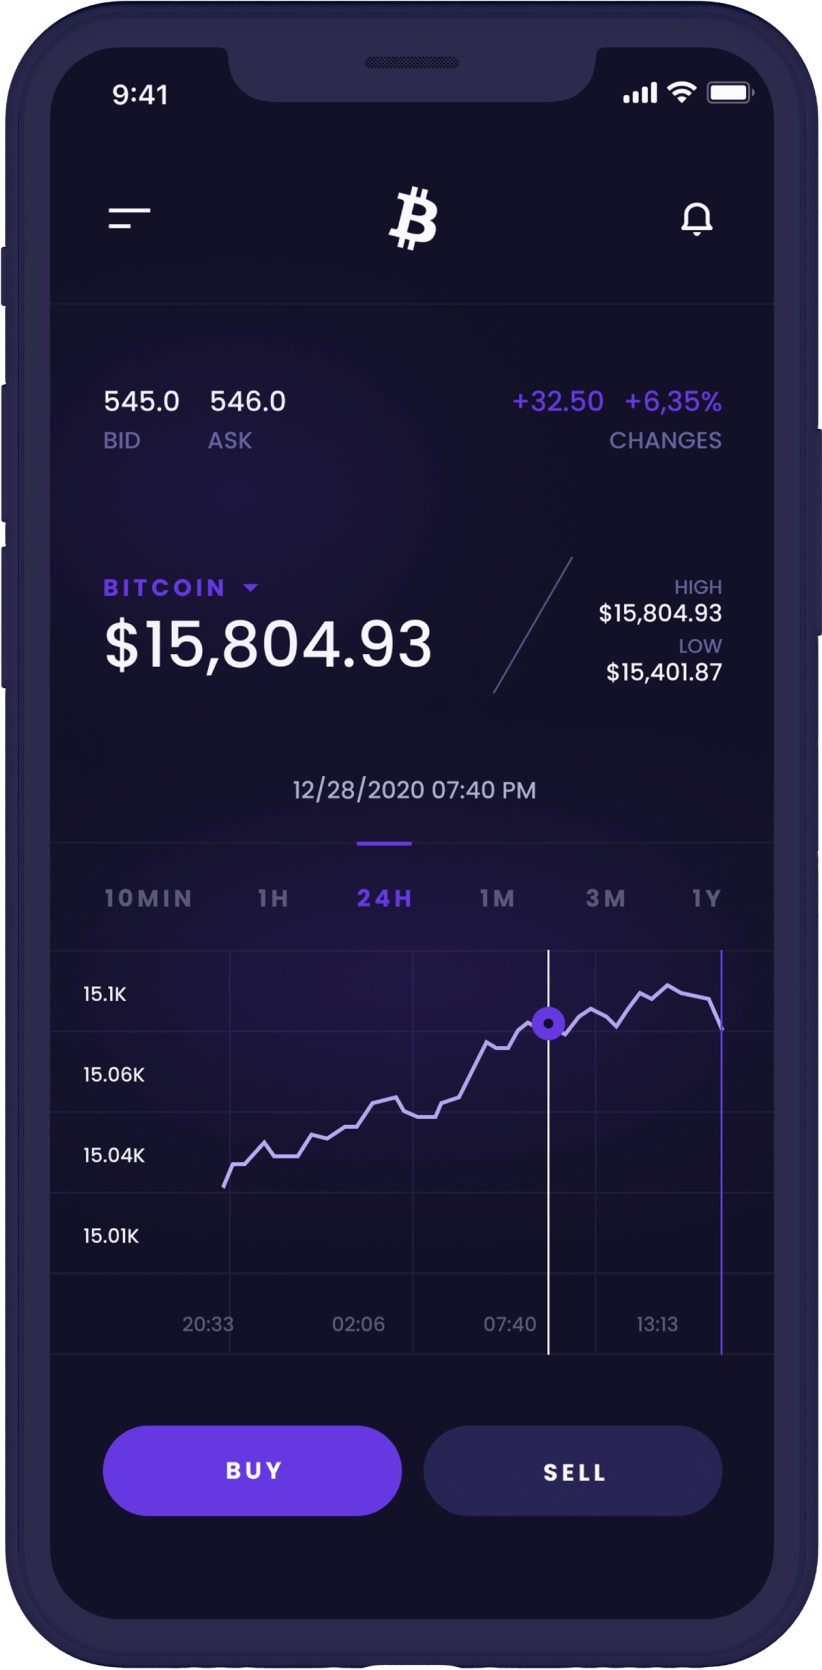 9:41
545.0 546.0 +32.50 +6,35%
BID ASK CHANGES
BITCOIN
$15,804.93
HIGH
$15,804.93
LOW
$15,401.87
12/28/2020 07:40 PM
10MIN 1H 24H 1M 3M 1Y
15.1K
15.06K
15.04K
15.01K
20:33 02:06 07:40 13:13
BUY SELL